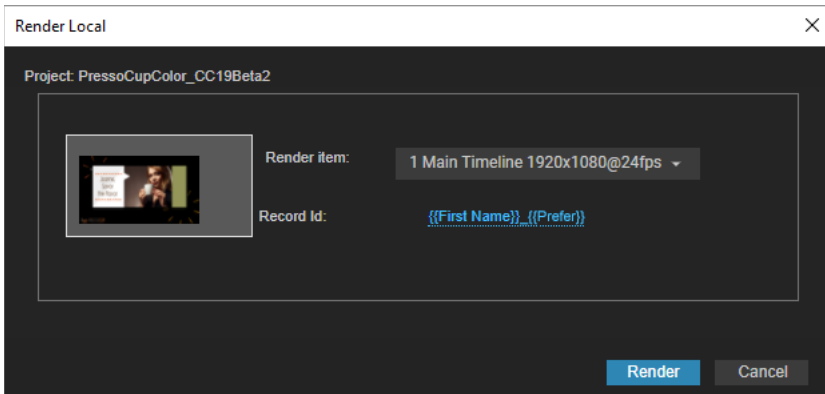 Render Local
Project: PressoCupColor_CC19Beta2
Render item:
1 Main Timeline 1920x1080@24fps
Record Id:
{{First Name}}_{{Prefer}}
Render
Cancel